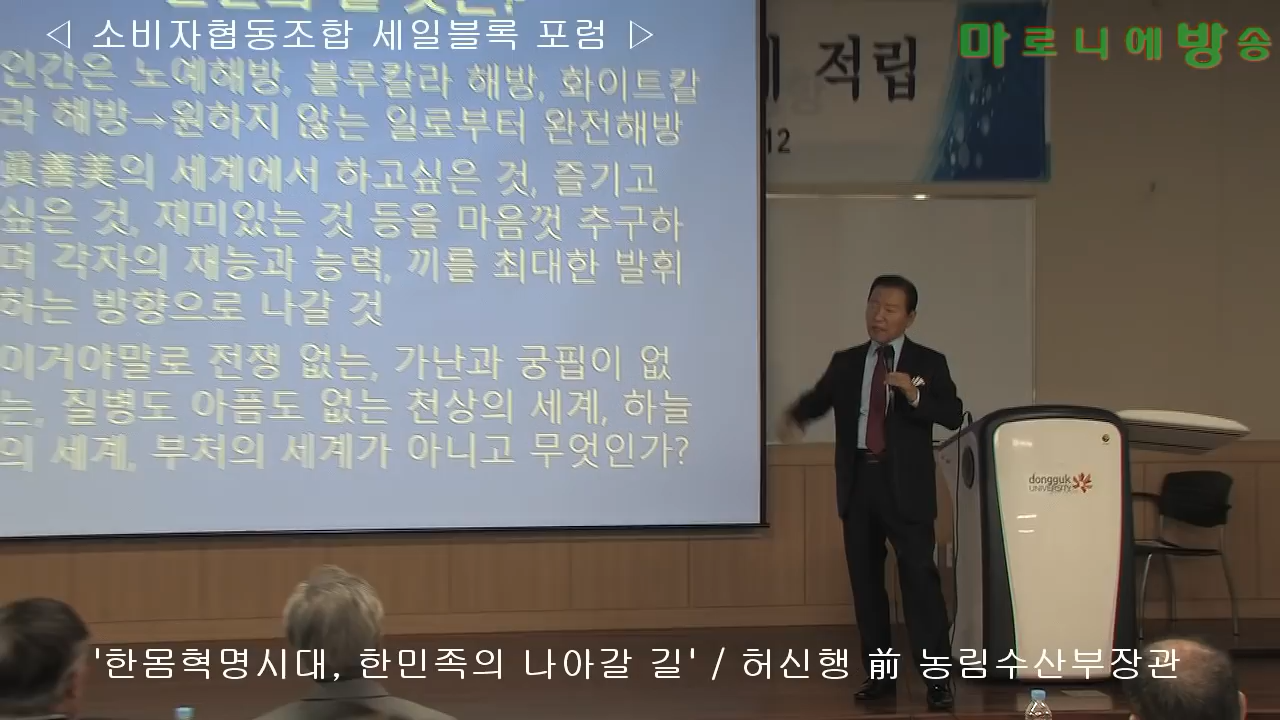 ◁ 소비자협동조합 세일블록 포럼 ▷
마로니에방송
적립
12
인간은 노예해방, 블루칼라 해방, 화이트칼
라 해방→원하지 않는 일로부터 완전해방
眞善美의 세계에서 하고싶은 것, 즐기고
싶은 것, 재미있는 것 등을 마음껏 추구하
며 각자의 재능과 능력, 끼를 최대한 발휘
하는 방향으로 나갈 것
이거야말로 전쟁 없는, 가난과 궁핍이 없
는, 질병도 아픔도 없는 천상의 세계, 하늘
의 세계, 부처의 세계가 아니고 무엇인가?
dongguk
UNIVERSITY
'한몸혁명시대, 한민족의 나아갈 길' / 허신행 前 농림수산부장관